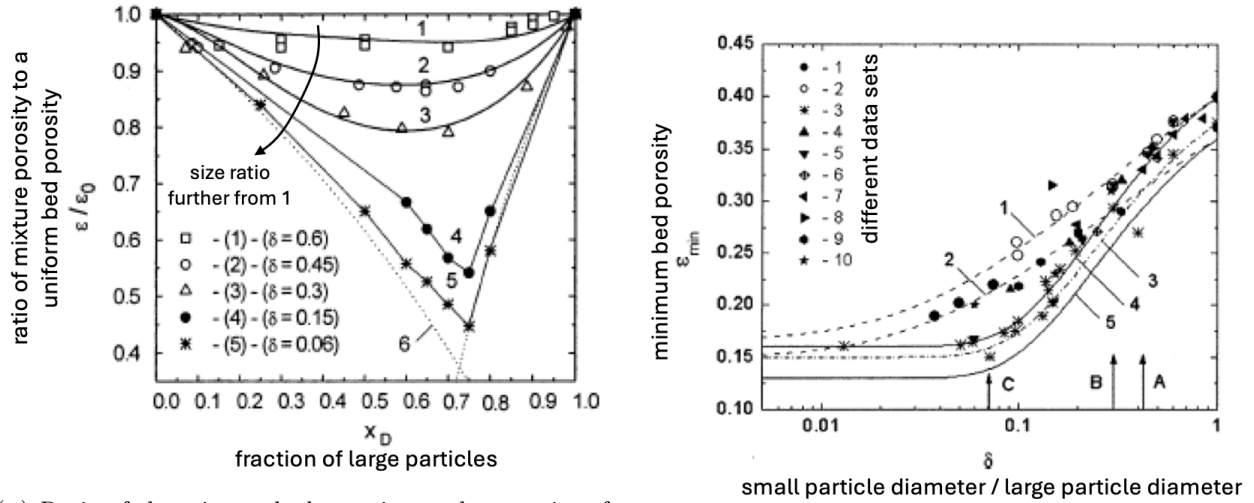 ratio of mixture porosity to a
uniform bed porosity
ε / ε₀
1.0
0.9
0.8
0.7
0.6
0.5
0.4
1
2
3
4
5
6
size ratio
further from 1
- (1) - (δ = 0.6)
- (2) - (δ = 0.45)
- (3) - (δ = 0.3)
- (4) - (δ = 0.15)
- (5) - (δ = 0.06)
0.0 0.1 0.2 0.3 0.4 0.5 0.6 0.7 0.8 0.9 1.0
x_D
fraction of large particles
minimum bed porosity
ε_min
0.45
0.40
0.35
0.30
0.25
0.20
0.15
0.10
- 1
- 2
- 3
- 4
- 5
- 6
- 7
- 8
- 9
- 10
different data sets
1
2
3
4
5
C
B
A
0.01 0.1 1
δ
small particle diameter / large particle diameter